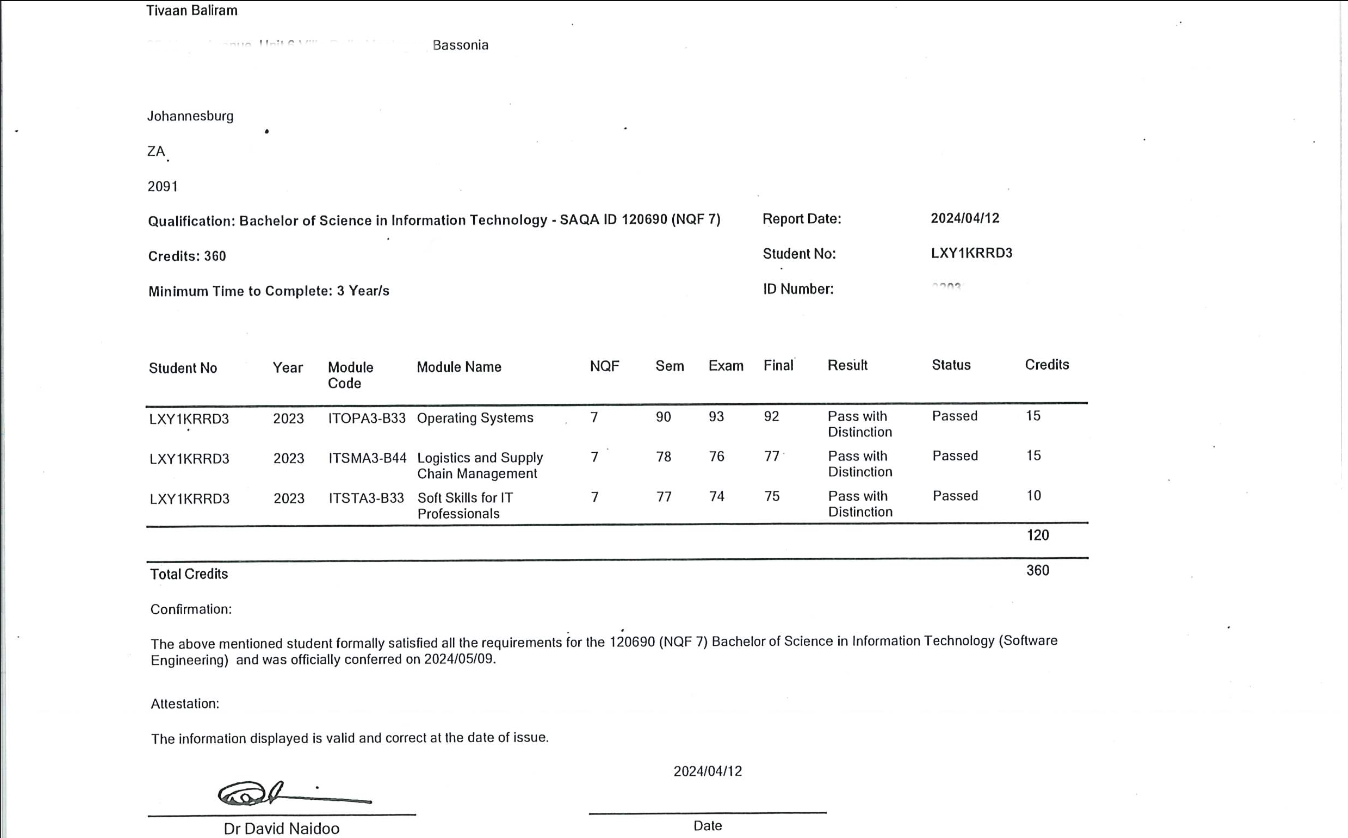 Tivaan Baliram
Bassonia
Johannesburg
ZA
2091
Qualification: Bachelor of Science in Information Technology - SAQA ID 120690 (NQF 7) Report Date: 2024/04/12
Credits: 360 Student No: LXY1KRRD3
Minimum Time to Complete: 3 Year/s ID Number:
Student No Year Module Code Module Name NQF Sem Exam Final Result Status Credits
LXY1KRRD3 2023 ITOPA3-B33 Operating Systems 7 90 93 92 Pass with Distinction Passed 15
LXY1KRRD3 2023 ITSMA3-B44 Logistics and Supply Chain Management 7 78 76 77 Pass with Distinction Passed 15
LXY1KRRD3 2023 ITSTA3-B33 Soft Skills for IT Professionals 7 77 74 75 Pass with Distinction Passed 10
120
Total Credits 360
Confirmation:
The above mentioned student formally satisfied all the requirements for the 120690 (NQF 7) Bachelor of Science in Information Technology (Software
Engineering) and was officially conferred on 2024/05/09.
Attestation:
The information displayed is valid and correct at the date of issue.
2024/04/12
Dr David Naidoo Date